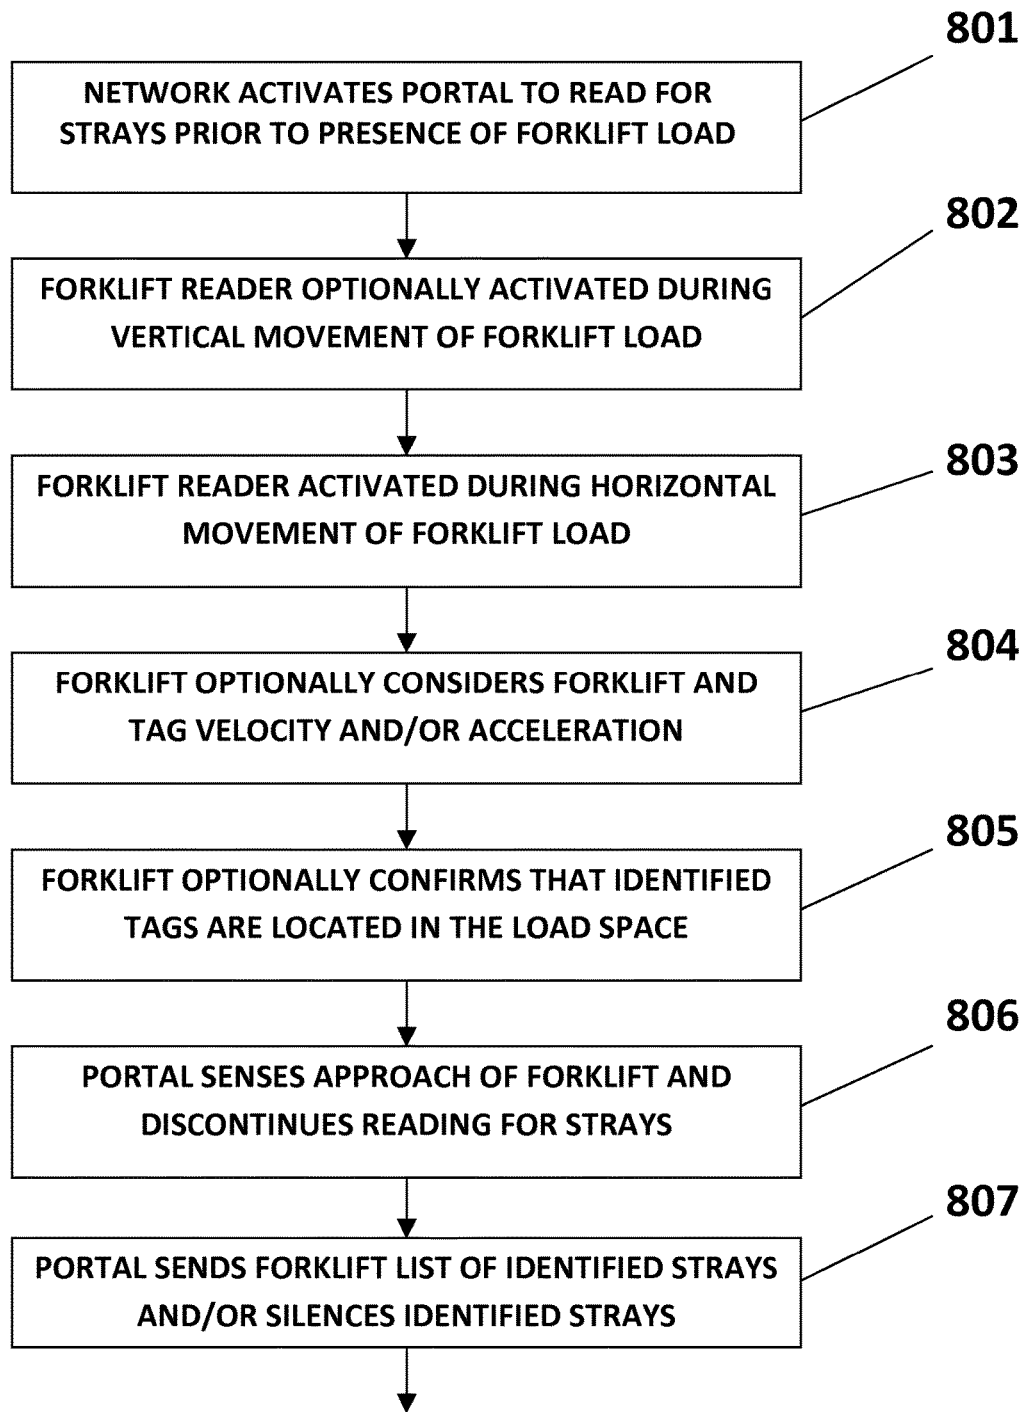 801
NETWORK ACTIVATES PORTAL TO READ FOR
STRAYS PRIOR TO PRESENCE OF FORKLIFT LOAD
802
FORKLIFT READER OPTIONALLY ACTIVATED DURING
VERTICAL MOVEMENT OF FORKLIFT LOAD
803
FORKLIFT READER ACTIVATED DURING HORIZONTAL
MOVEMENT OF FORKLIFT LOAD
804
FORKLIFT OPTIONALLY CONSIDERS FORKLIFT AND
TAG VELOCITY AND/OR ACCELERATION
805
FORKLIFT OPTIONALLY CONFIRMS THAT IDENTIFIED
TAGS ARE LOCATED IN THE LOAD SPACE
806
PORTAL SENSES APPROACH OF FORKLIFT AND
DISCONTINUES READING FOR STRAYS
807
PORTAL SENDS FORKLIFT LIST OF IDENTIFIED STRAYS
AND/OR SILENCES IDENTIFIED STRAYS